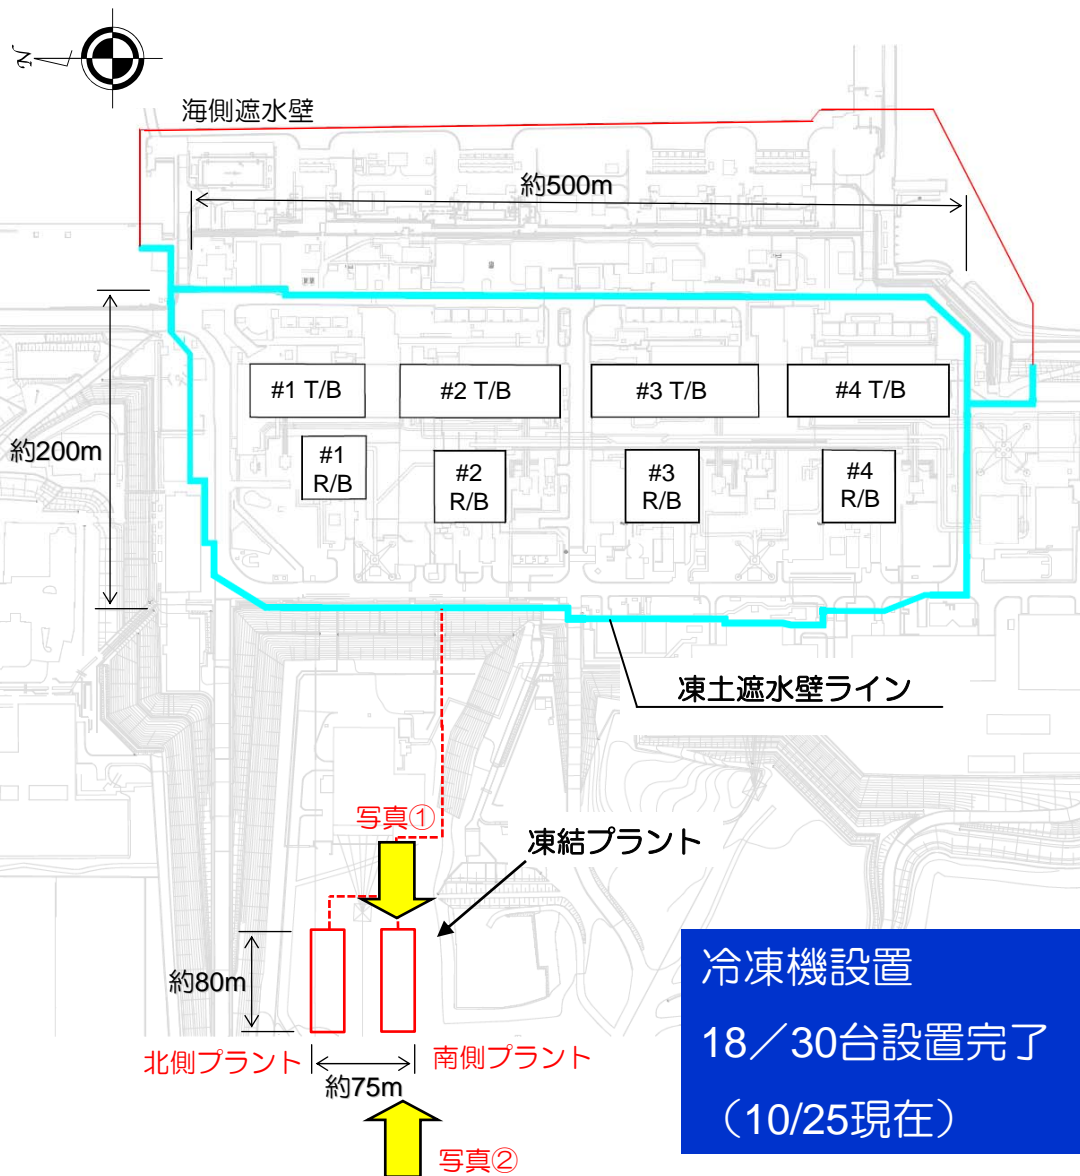 N
海側遮水壁
約500m
#1 T/B
#2 T/B
#3 T/B
#4 T/B
約200m
#1
R/B
#2
R/B
#3
R/B
#4
R/B
凍土遮水壁ライン
写真①
凍結プラント
約80m
北側プラント
南側プラント
約75m
写真②
冷凍機設置
18／30台設置完了
（10/25現在）